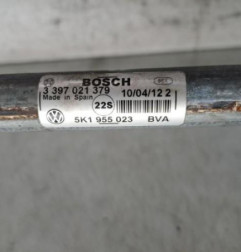 BOSCH
3 397 021 379
Made in Spain
22S
10/04/12 2
5K1 955 023 BVA